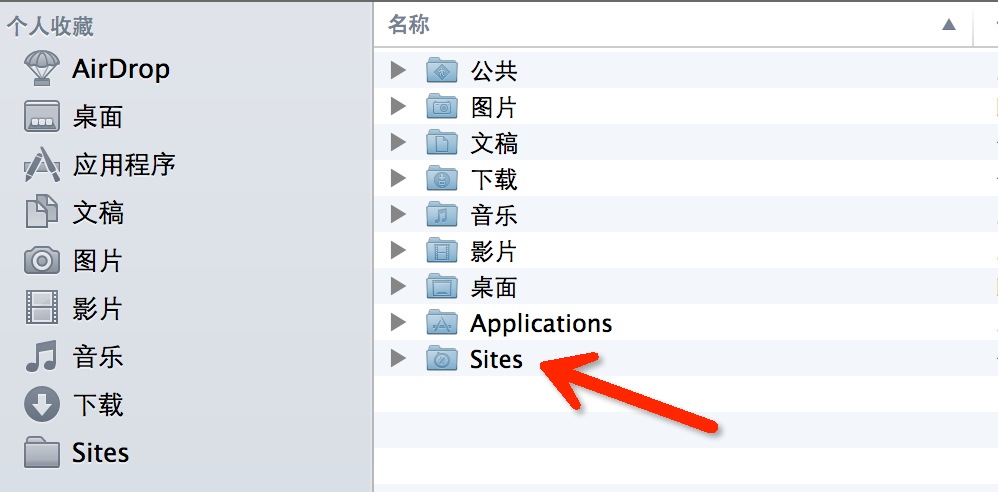 个人收藏
AirDrop
桌面
应用程序
文稿
图片
影片
音乐
下载
Sites
名称
公共
图片
文稿
下载
音乐
影片
桌面
Applications
Sites